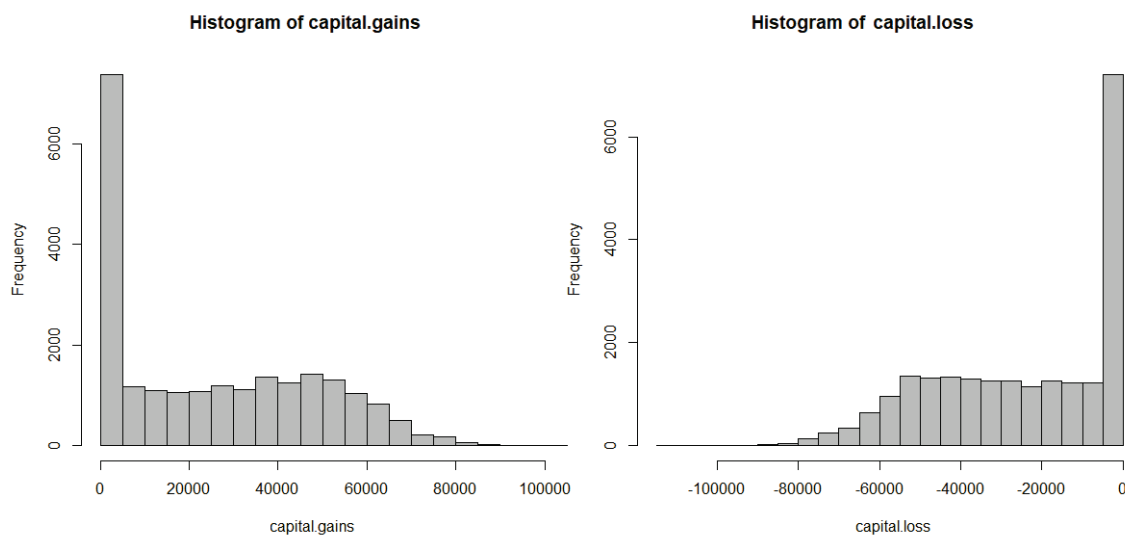 Histogram of capital.gains
Frequency
0
2000
4000
6000
0 20000 40000 60000 80000 100000
capital.gains
Histogram of capital.loss
Frequency
0
2000
4000
6000
-100000 -80000 -60000 -40000 -20000 0
capital.loss